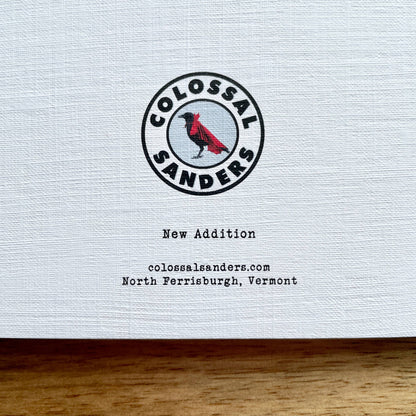 COLOSSAL
SANDERS
New Addition
colossalsanders.com
North Ferrisburgh, Vermont